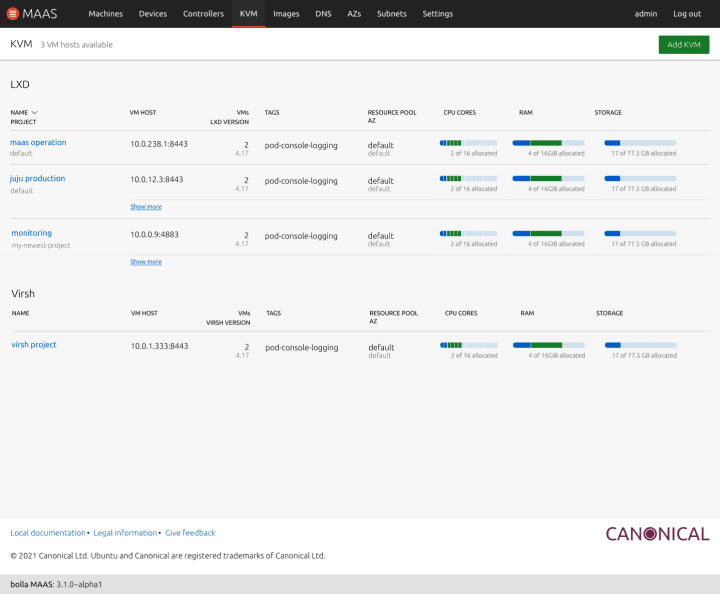 MAAS Machines Devices Controllers KVM Images DNS AZs Subnets Settings admin Log out
KVM 3 VM hosts available Add KVM
LXD
NAME VM HOST VMs TAGS RESOURCE POOL CPU CORES RAM STORAGE
PROJECT LXD VERSION AZ
maas operation 10.0.238.1:8443 2 pod-console-logging default
default 4.17 default 2 of 16 allocated 4 of 16GiB allocated 17 of 77.5 GB allocated
juju production 10.0.12.3:8443 2 pod-console-logging default
default 4.17 default 2 of 16 allocated 4 of 16GiB allocated 17 of 77.5 GB allocated
Show more
monitoring 10.0.0.9:4883 2 pod-console-logging default
my-newest-project 4.17 default 2 of 16 allocated 4 of 16GiB allocated 17 of 77.5 GB allocated
Show more
Virsh
NAME VM HOST VMs TAGS RESOURCE POOL CPU CORES RAM STORAGE
VIRSH VERSION AZ
virsh project 10.0.1.333:8443 2 pod-console-logging default
4.17 default 2 of 16 allocated 4 of 16GiB allocated 17 of 77.5 GB allocated
Local documentation • Legal information • Give feedback CANONICAL
© 2021 Canonical Ltd. Ubuntu and Canonical are registered trademarks of Canonical Ltd.
bolla MAAS: 3.1.0~alpha1